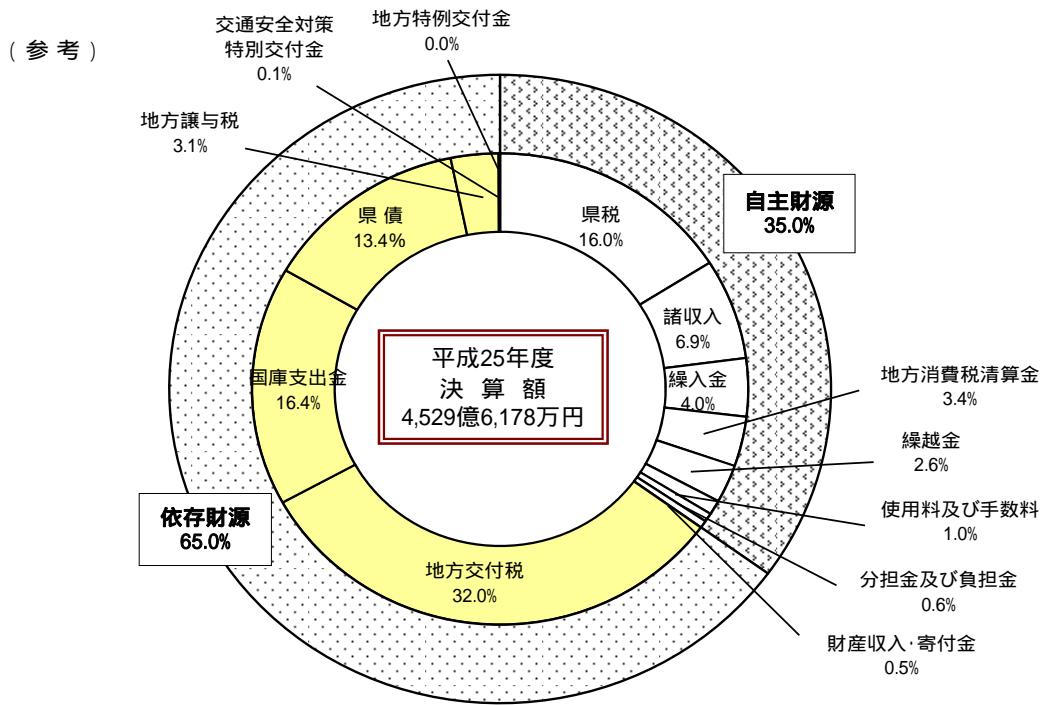 (参考)
交通安全対策
特別交付金
0.1%
地方特例交付金
0.0%
地方譲与税
3.1%
県債
13.4%
県税
16.0%
自主財源
35.0%
諸収入
6.9%
繰入金
4.0%
地方消費税清算金
3.4%
繰越金
2.6%
使用料及び手数料
1.0%
分担金及び負担金
0.6%
財産収入・寄付金
0.5%
国庫支出金
16.4%
平成25年度
決算額
4,529億6,178万円
依存財源
65.0%
地方交付税
32.0%